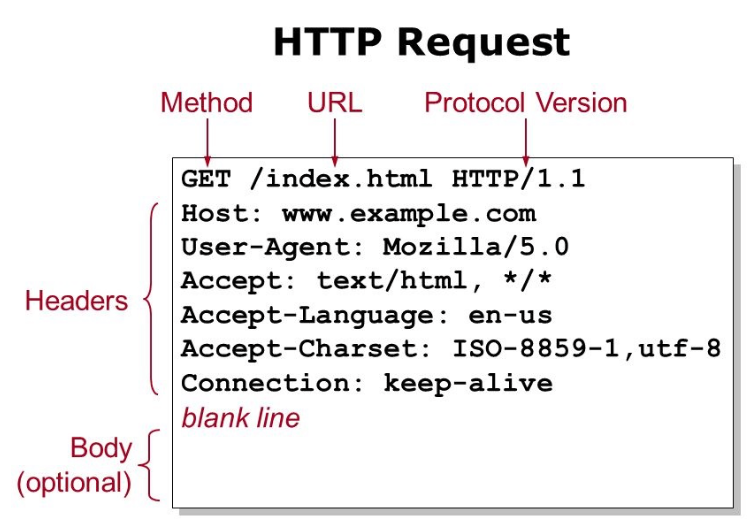 HTTP Request
Method URL Protocol Version
GET /index.html HTTP/1.1
Host: www.example.com
User-Agent: Mozilla/5.0
Accept: text/html, */*
Headers
Accept-Language: en-us
Accept-Charset: ISO-8859-1,utf-8
Connection: keep-alive
blank line
Body
(optional)